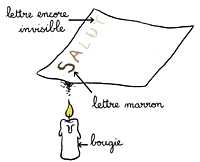 lettre encore
invisible
SALUT
lettre marron
bougie